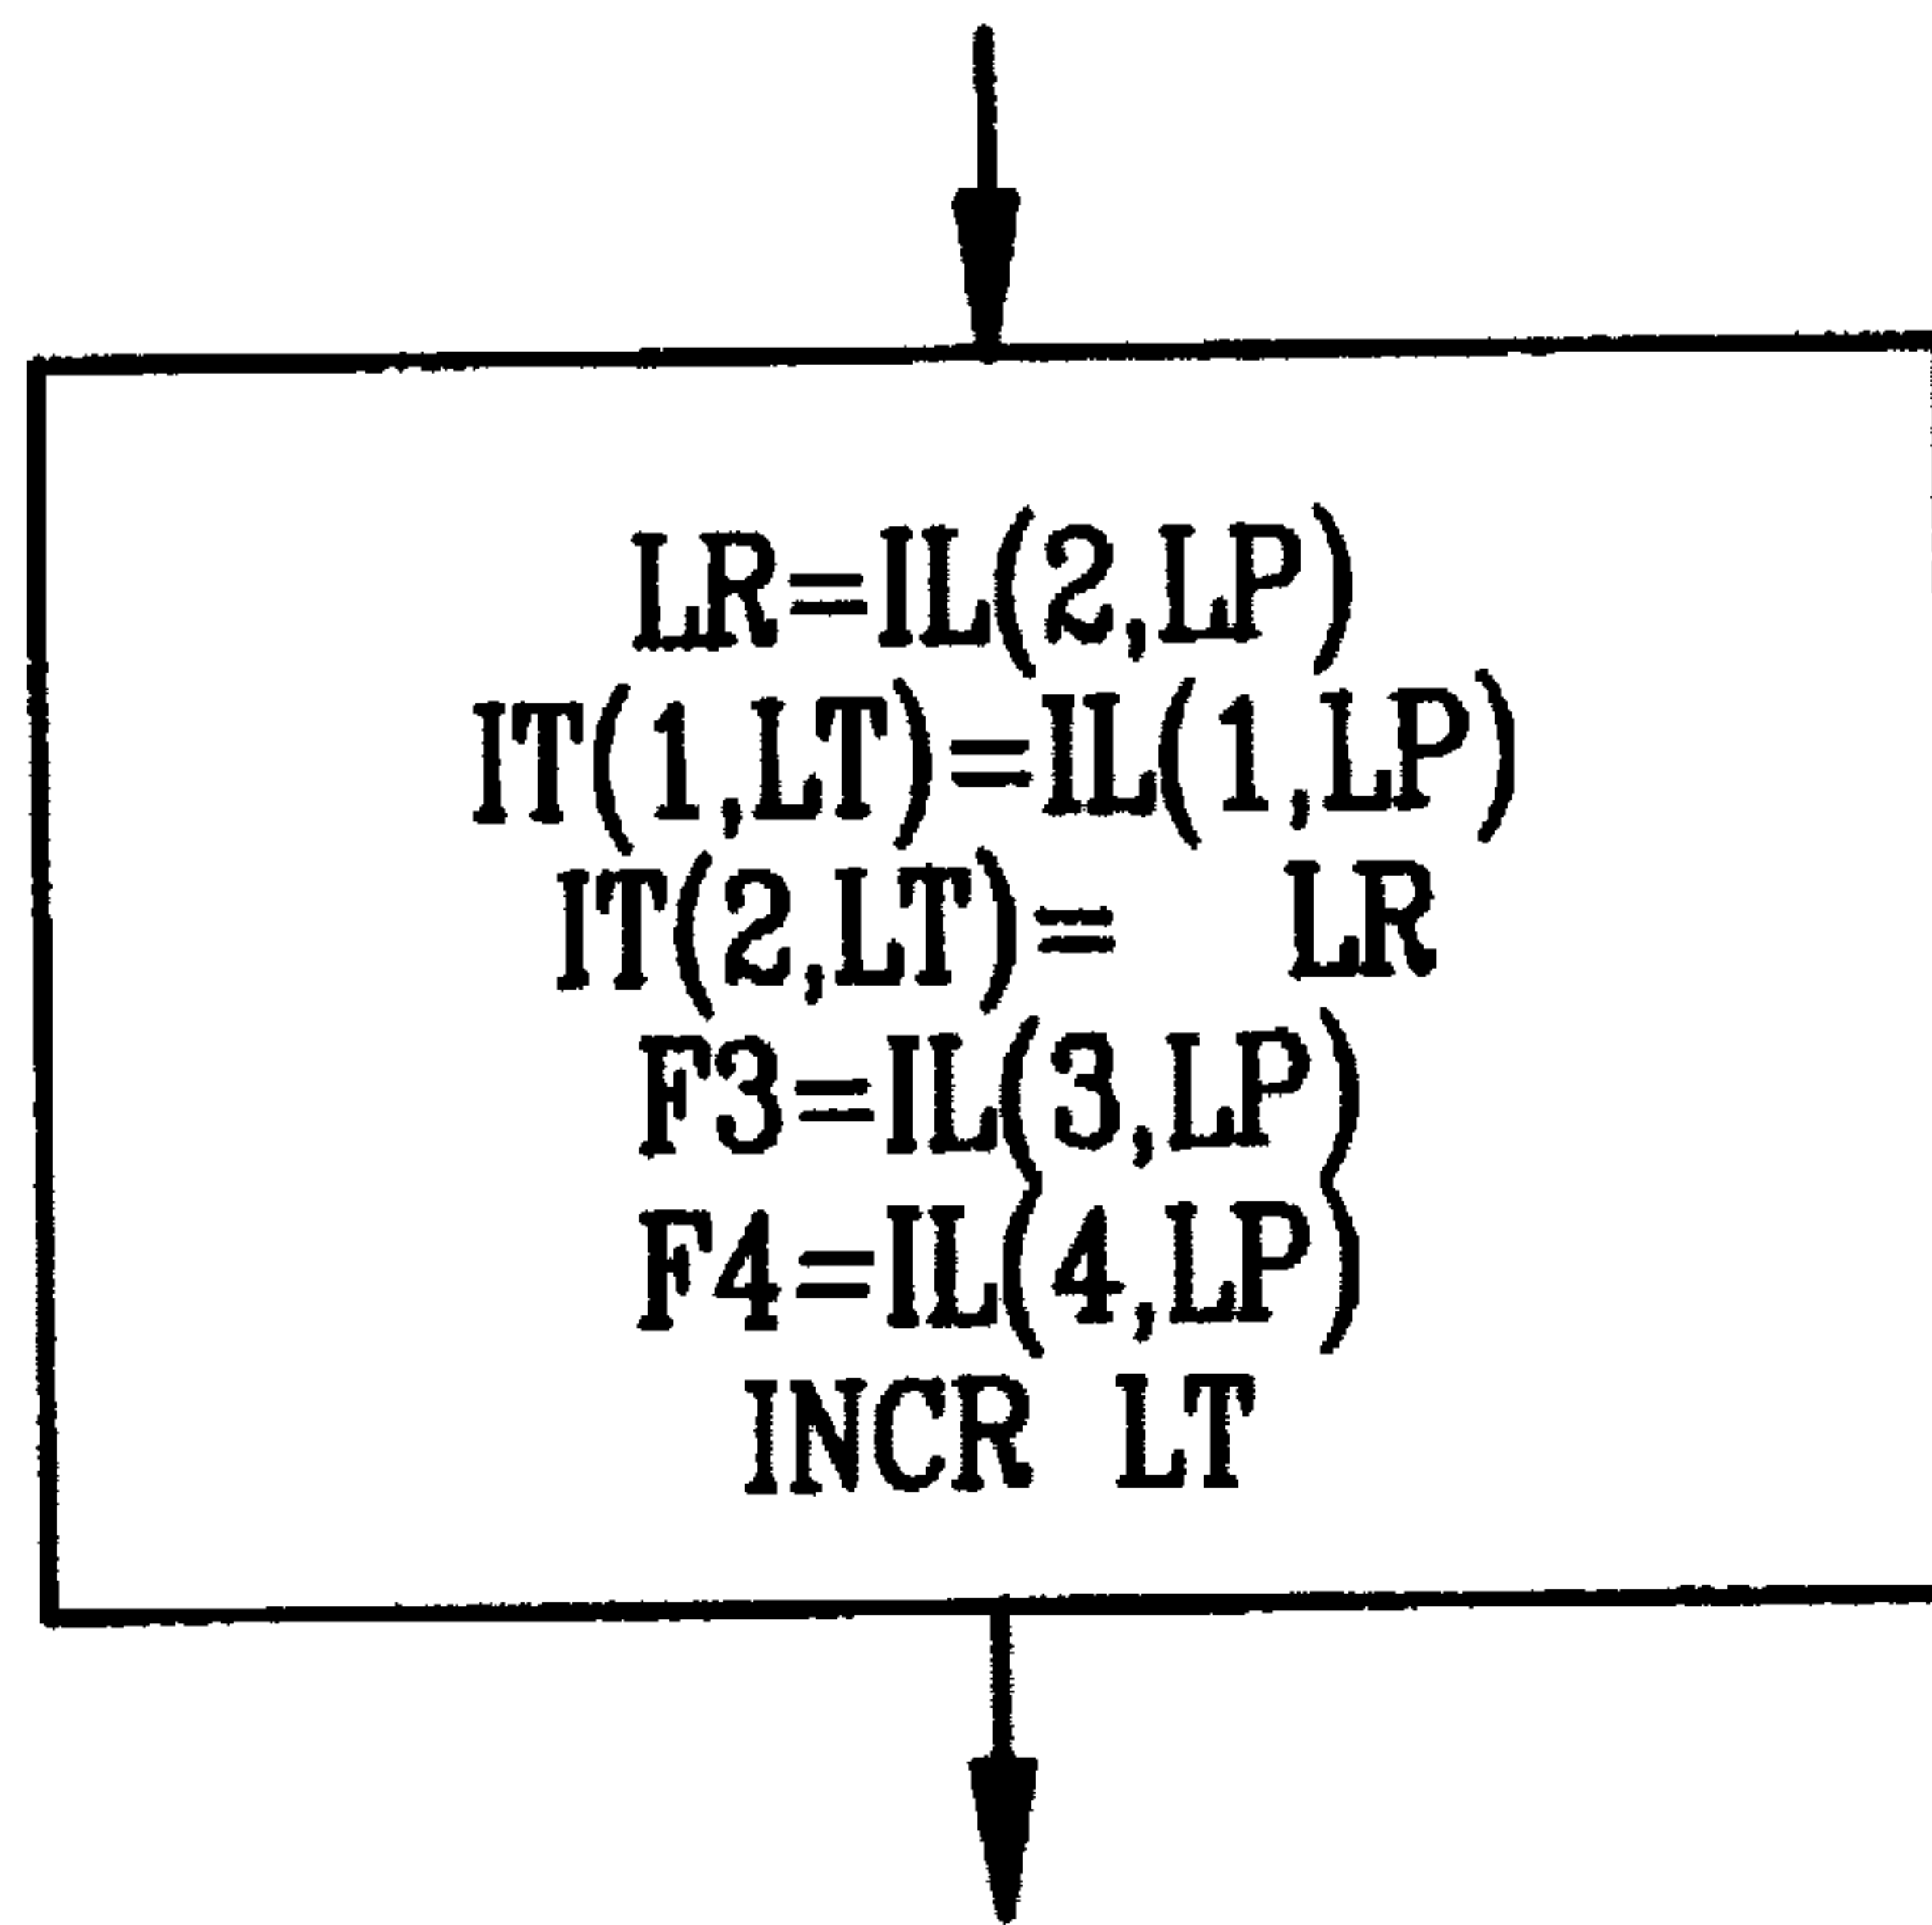 LR=IL(2,LP)
IT(1,LT)=IL(1,LP)
IT(2,LT)= LR
F3=IL(3,LP)
F4=IL(4,LP)
INCR LT